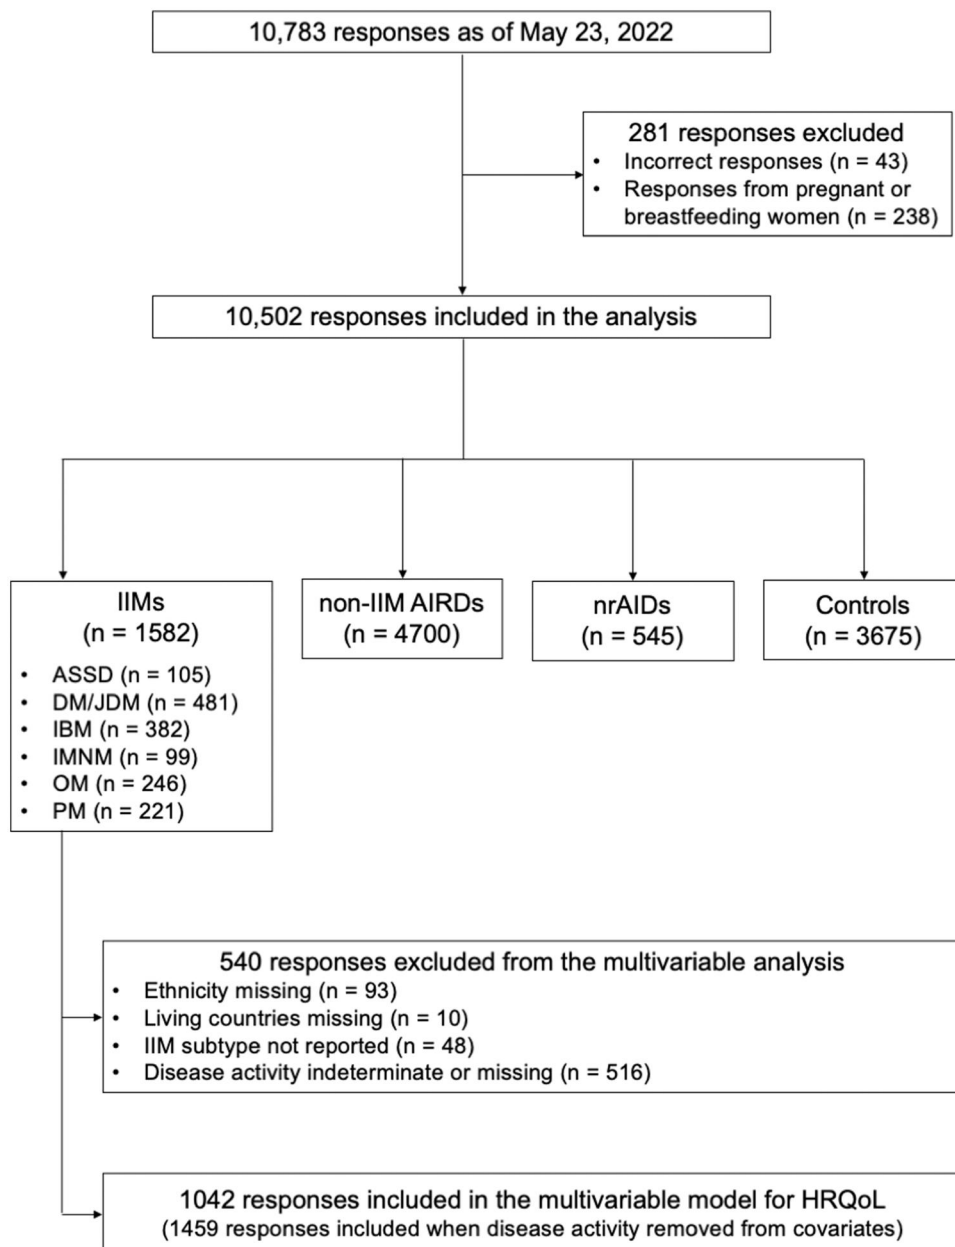 10,783 responses as of May 23, 2022
281 responses excluded
• Incorrect responses (n = 43)
• Responses from pregnant or
breastfeeding women (n = 238)
10,502 responses included in the analysis
IIMs
(n = 1582)
• ASSD (n = 105)
• DM/JDM (n = 481)
• IBM (n = 382)
• IMNM (n = 99)
• OM (n = 246)
• PM (n = 221)
non-IIM AIRDs
(n = 4700)
nrAIDs
(n = 545)
Controls
(n = 3675)
540 responses excluded from the multivariable analysis
• Ethnicity missing (n = 93)
• Living countries missing (n = 10)
• IIM subtype not reported (n = 48)
• Disease activity indeterminate or missing (n = 516)
1042 responses included in the multivariable model for HRQoL
(1459 responses included when disease activity removed from covariates)